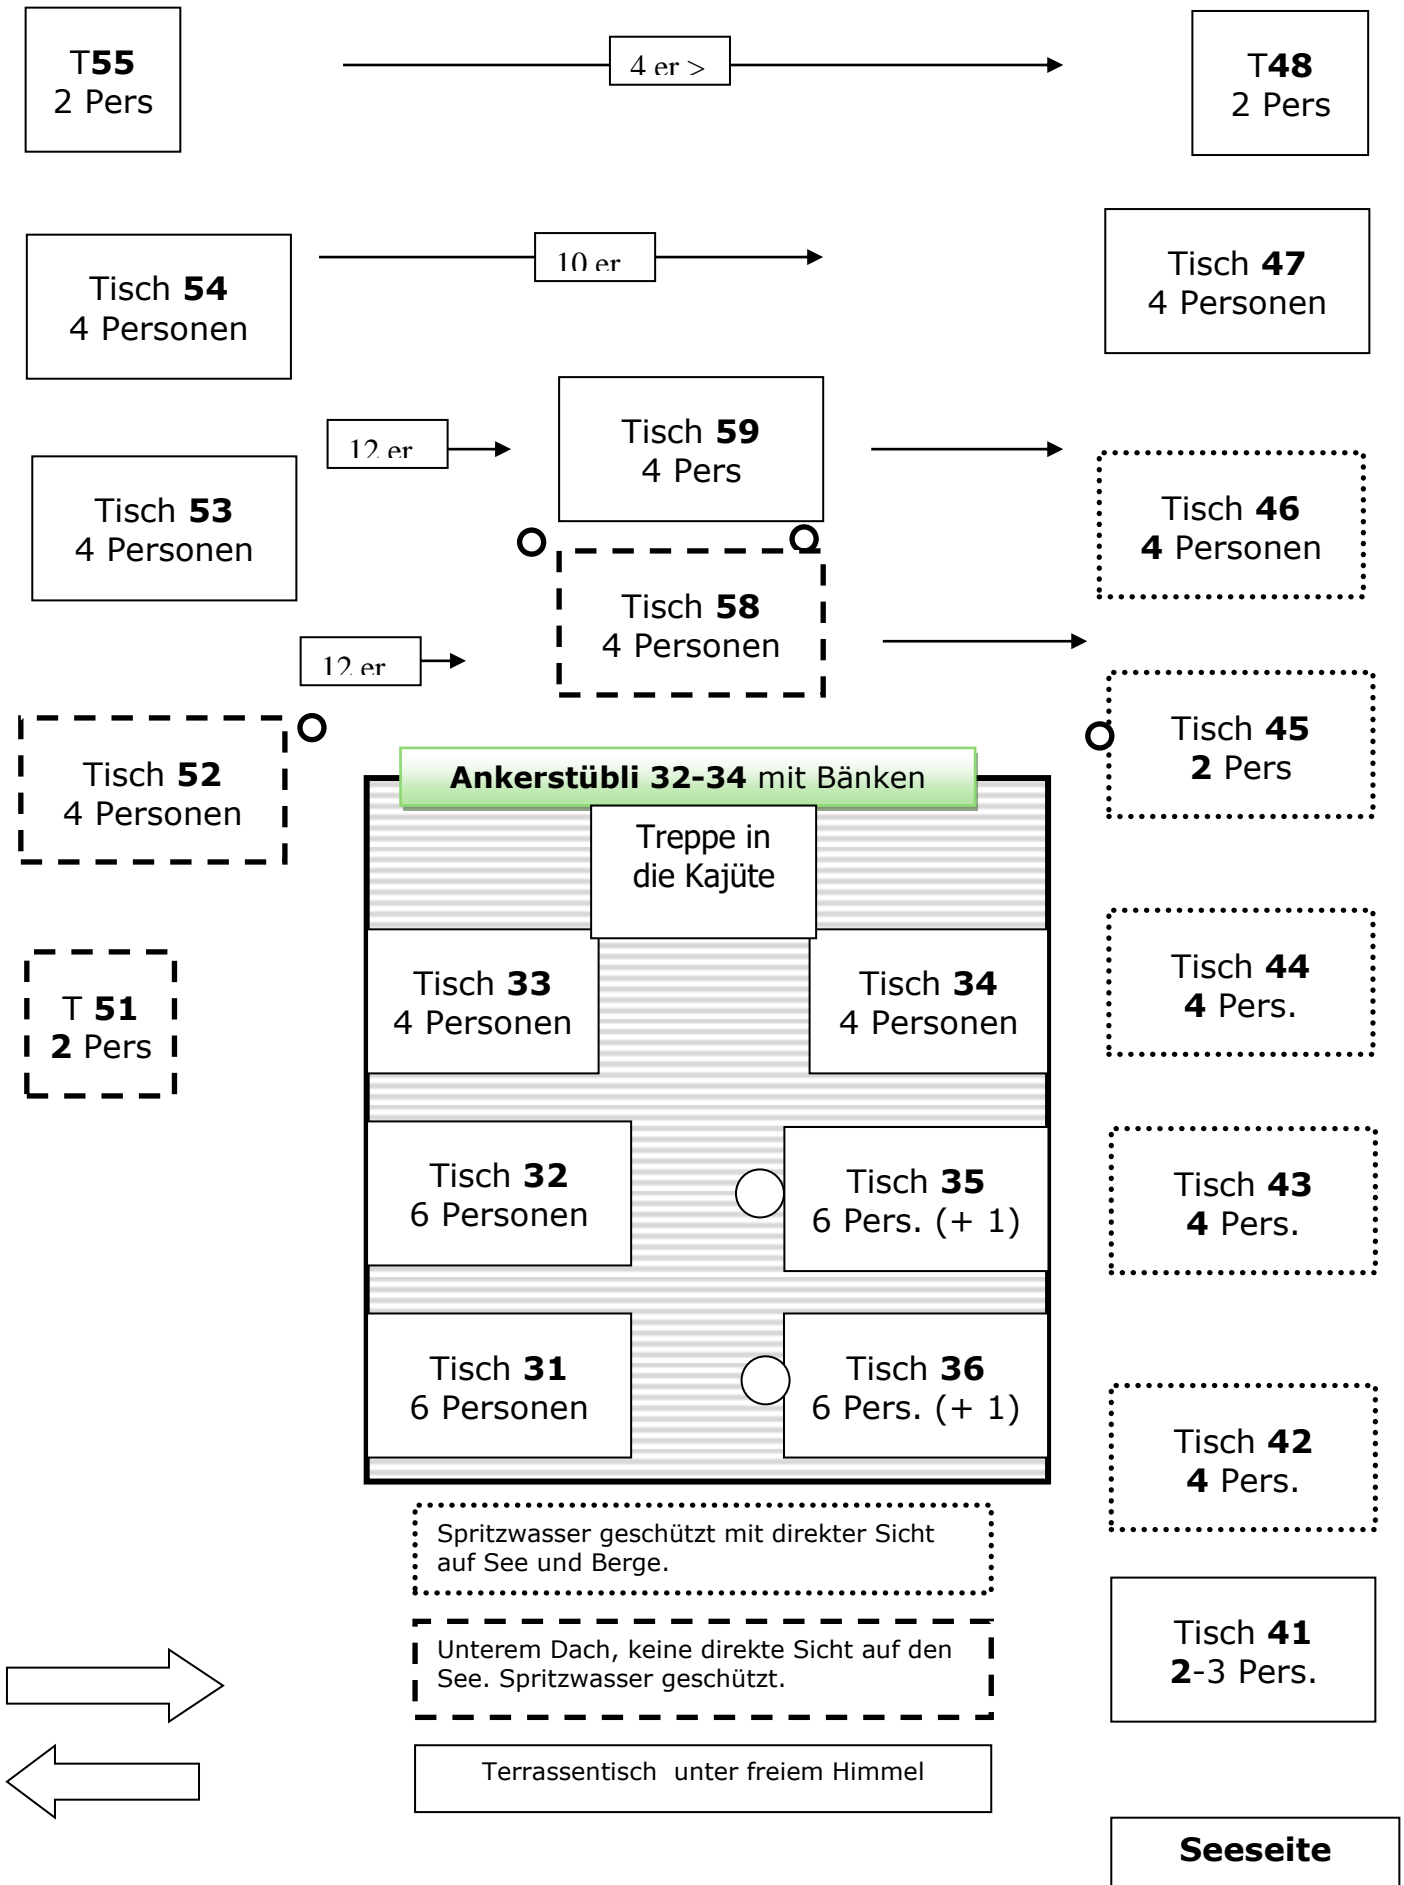 T55
2 Pers
4 er >
T48
2 Pers
Tisch 54
4 Personen
10 er
Tisch 47
4 Personen
12 er
Tisch 59
4 Pers
Tisch 53
4 Personen
Tisch 46
4 Personen
Tisch 58
4 Personen
12 er
Tisch 52
4 Personen
Tisch 45
2 Pers
Ankerstübli 32-34 mit Bänken
Treppe in
die Kajüte
T 51
2 Pers
Tisch 33
4 Personen
Tisch 34
4 Personen
Tisch 44
4 Pers.
Tisch 32
6 Personen
Tisch 35
6 Pers. (+ 1)
Tisch 43
4 Pers.
Tisch 31
6 Personen
Tisch 36
6 Pers. (+ 1)
Tisch 42
4 Pers.
Spritzwasser geschützt mit direkter Sicht
auf See und Berge.
Unterem Dach, keine direkte Sicht auf den
See. Spritzwasser geschützt.
Tisch 41
2-3 Pers.
Terrassentisch unter freiem Himmel
Seeseite